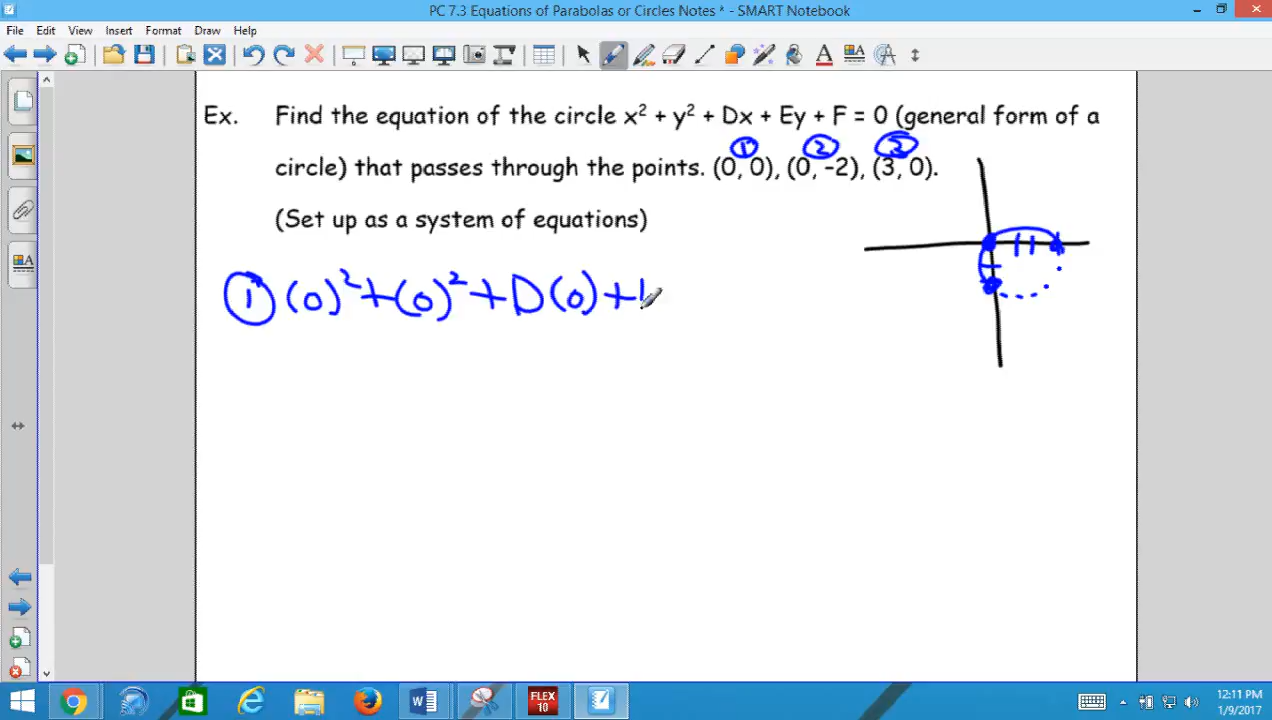 PC 7.3 Equations of Parabolas or Circles Notes * - SMART Notebook
File Edit View Insert Format Draw Help
Ex. Find the equation of the circle x² + y² + Dx + Ey + F = 0 (general form of a
① ② ③
circle) that passes through the points. (0, 0), (0, -2), (3, 0).
(Set up as a system of equations)
① (0)² + (0)² + D(0) +
FLEX 10
12:11 PM
1/9/2017